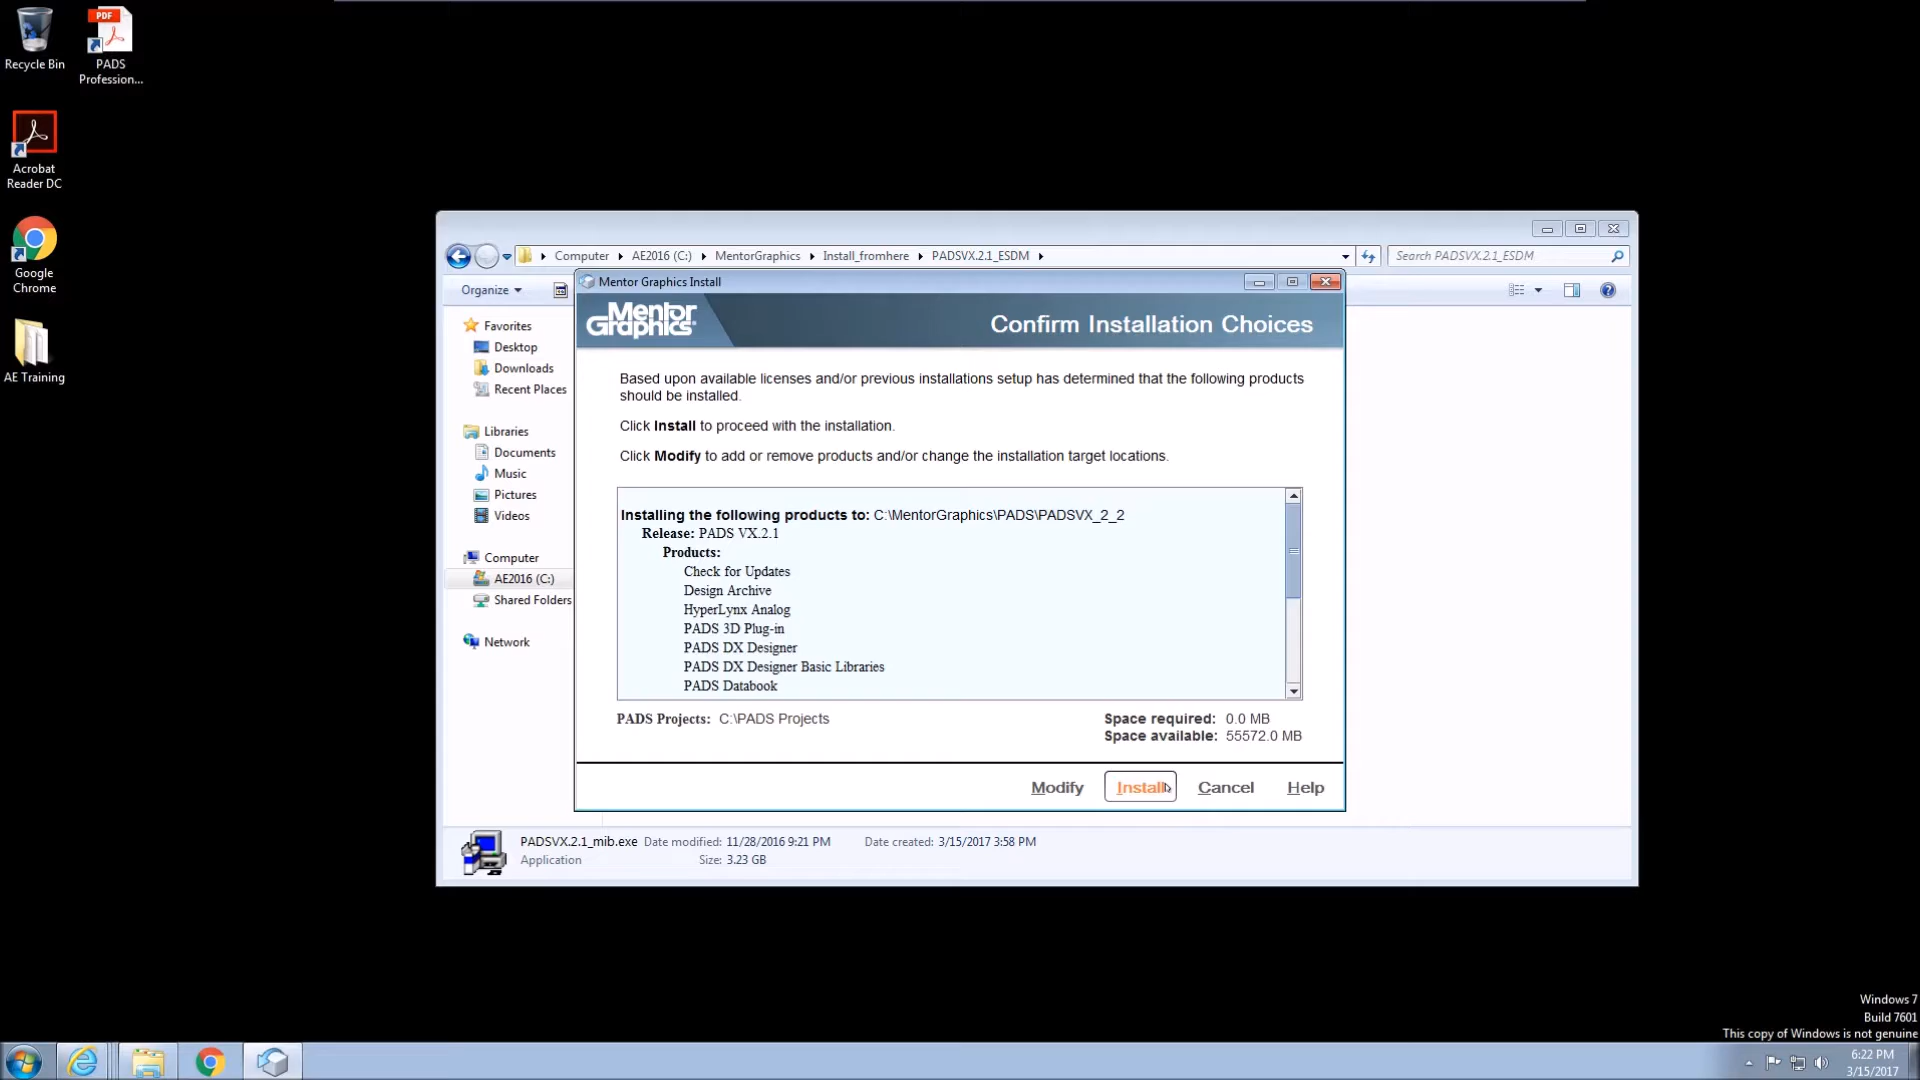 Recycle Bin
PADS
Profession...
Acrobat
Reader DC
Google
Chrome
AE Training
Computer
AE2016 (C:)
MentorGraphics
Install_fromhere
PADSVX.2.1_ESDM
Search PADSVX.2.1_ESDM
Organize
Favorites
Desktop
Downloads
Recent Places
Libraries
Documents
Music
Pictures
Videos
Computer
AE2016 (C:)
Shared Folders
Network
Mentor Graphics Install
Mentor
Graphics
Confirm Installation Choices
Based upon available licenses and/or previous installations setup has determined that the following products
should be installed.
Click Install to proceed with the installation.
Click Modify to add or remove products and/or change the installation target locations.
Installing the following products to: C:\MentorGraphics\PADS\PADSVX_2_2
Release: PADS VX.2.1
Products:
Check for Updates
Design Archive
HyperLynx Analog
PADS 3D Plug-in
PADS DX Designer
PADS DX Designer Basic Libraries
PADS Databook
PADS Projects: C:\PADS Projects
Space required: 0.0 MB
Space available: 55572.0 MB
Modify
Install
Cancel
Help
PADSVX.2.1_mib.exe Date modified: 11/28/2016 9:21 PM Date created: 3/15/2017 3:58 PM
Application Size: 3.23 GB
Windows 7
Build 7601
This copy of Windows is not genuine
6:22 PM
3/15/2017